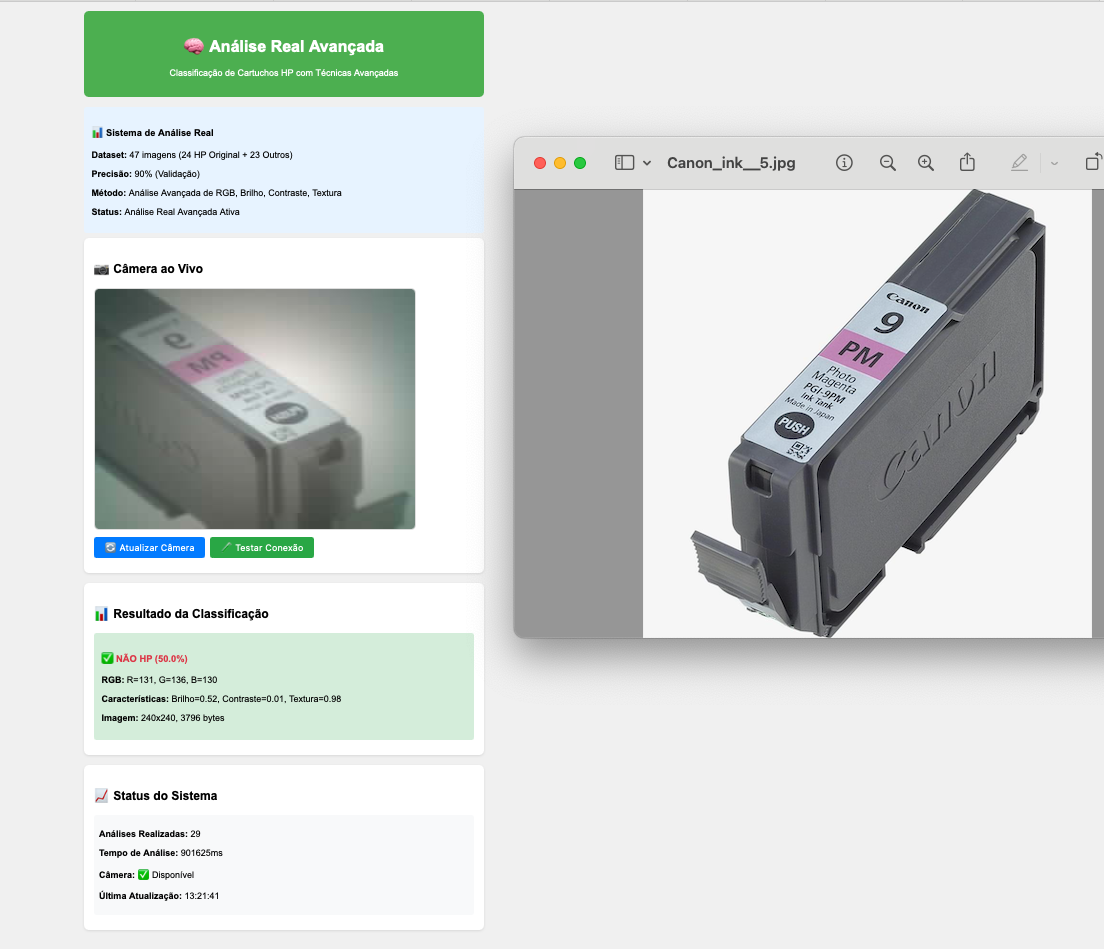 🧠 Análise Real Avançada
Classificação de Cartuchos HP com Técnicas Avançadas
📊 Sistema de Análise Real
Dataset: 47 imagens (24 HP Original + 23 Outros)
Precisão: 90% (Validação)
Método: Análise Avançada de RGB, Brilho, Contraste, Textura
Status: Análise Real Avançada Ativa
📷 Câmera ao Vivo
9
PM
PUSH
🔄 Atualizar Câmera
Testar Conexão
📊 Resultado da Classificação
✅ NÃO HP (50.0%)
RGB: R=131, G=136, B=130
Características: Brilho=0.52, Contraste=0.01, Textura=0.98
Imagem: 240x240, 3796 bytes
📈 Status do Sistema
Análises Realizadas: 29
Tempo de Análise: 901625ms
Câmera: ✅ Disponível
Última Atualização: 13:21:41
Canon_ink__5.jpg
Canon
9
PM
Photo
Magenta
PGI-9PM
Ink Tank
Made in Japan
PUSH
Canon